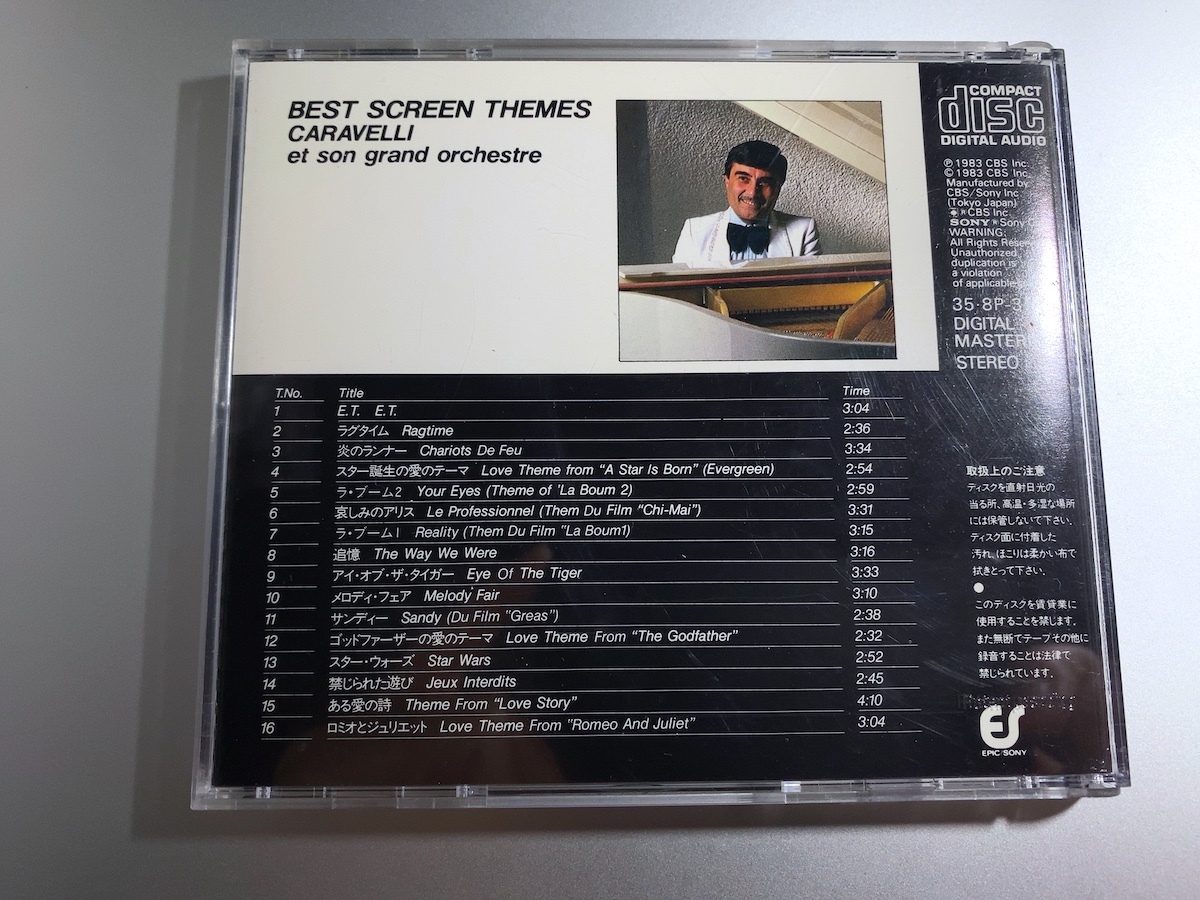 BEST SCREEN THEMES
CARAVELLI
et son grand orchestre
COMPACT
disc
DIGITAL AUDIO
℗ 1983 CBS Inc.
© 1983 CBS Inc.
Manufactured by
CBS/Sony Inc.
(Tokyo Japan)
® CBS Inc.
SONY ® Sony
WARNING:
All Rights
Unauthorized
duplication is
a violation
of applicable
35·8P-
DIGITAL
MASTER
STEREO
T.No. Title Time
1 E.T. E.T. 3:04
2 ラグタイム Ragtime 2:36
3 炎のランナー Chariots De Feu 3:34
4 スター誕生の愛のテーマ Love Theme from “A Star Is Born” (Evergreen) 2:54
5 ラ・ブーム2 Your Eyes (Theme of 'La Boum 2) 2:59
6 哀しみのアリス Le Professionnel (Them Du Film “Chi-Mai”) 3:31
7 ラ・ブームI Reality (Them Du Film “La Boum1) 3:15
8 追憶 The Way We Were 3:16
9 アイ・オブ・ザ・タイガー Eye Of The Tiger 3:33
10 メロディ・フェア Melody Fair 3:10
11 サンディー Sandy (Du Film “Greas”) 2:38
12 ゴッドファーザーの愛のテーマ Love Theme From “The Godfather” 2:32
13 スター・ウォーズ Star Wars 2:52
14 禁じられた遊び Jeux Interdits 2:45
15 ある愛の詩 Theme From “Love Story” 4:10
16 ロミオとジュリエット Love Theme From “Romeo And Juliet” 3:04
取扱上のご注意
ディスクを直射日光の
当る所、高温・多湿な場所
には保管しないで下さい。
ディスク面に付着した
汚れ、ほこりは柔かい布で
拭きとって下さい。
●
このディスクを賃貸業に
使用することを禁じます。
また無断でテープその他に
録音することは法律で
禁じられています。
ES
EPIC/SONY